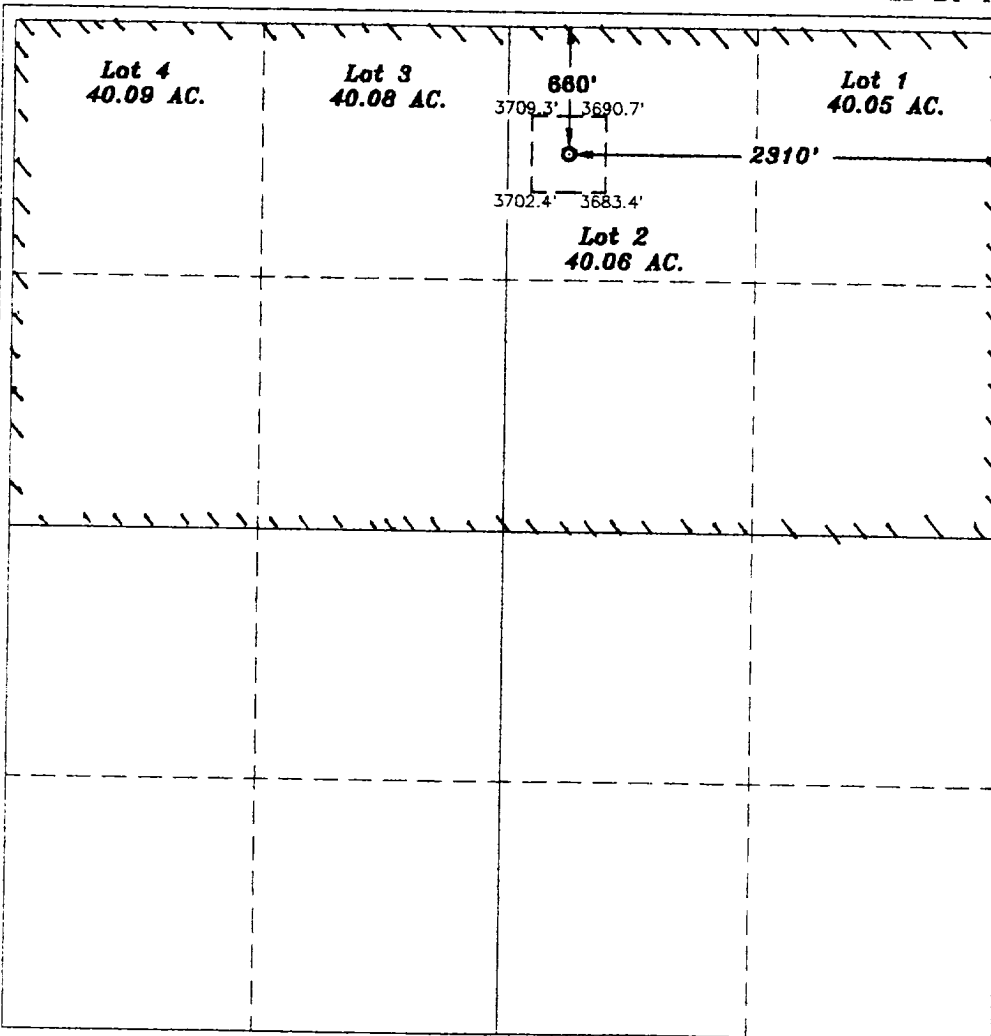 Lot 4
40.09 AC.
Lot 3
40.08 AC.
660'
3709.3' 3690.7'
Lot 1
40.05 AC.
2310'
3702.4' 3683.4'
Lot 2
40.06 AC.